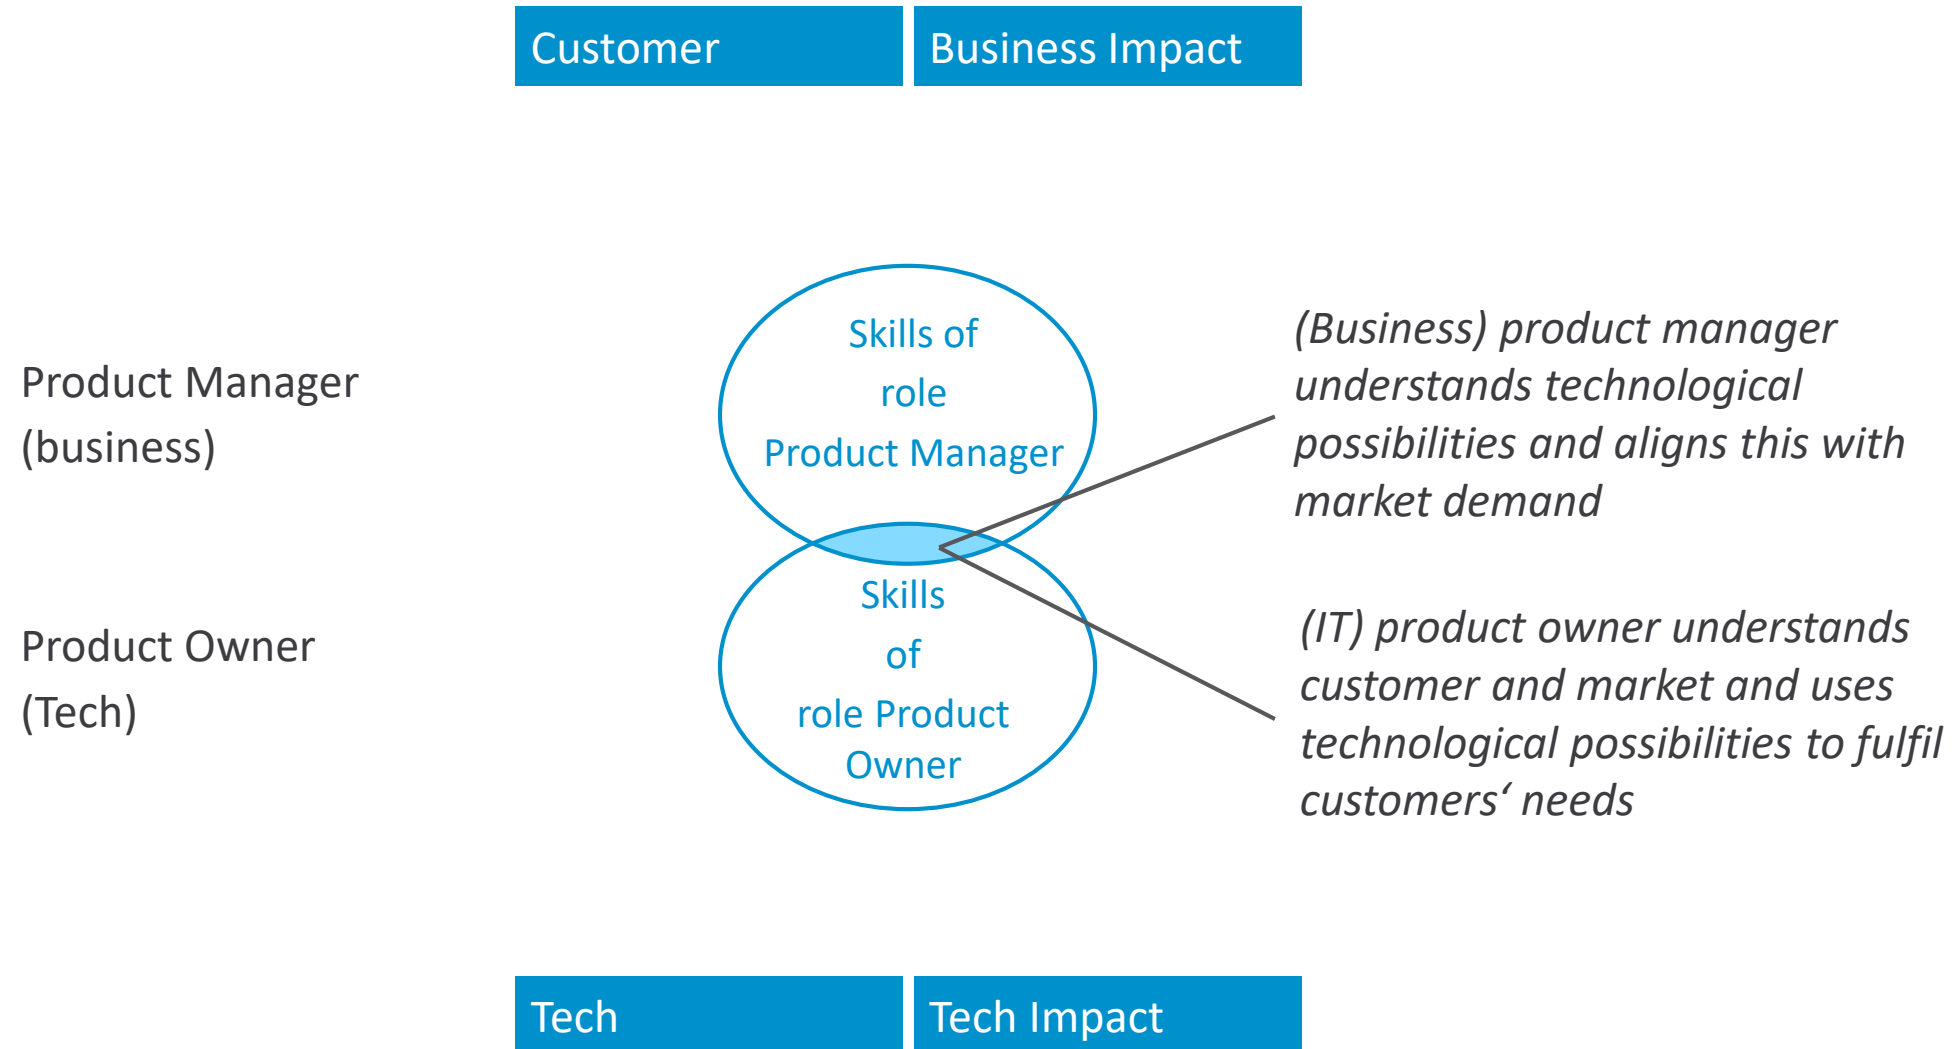 Customer
Business Impact
Product Manager
(business)
Skills of
role
Product Manager
(Business) product manager
understands technological
possibilities and aligns this with
market demand
Product Owner
(Tech)
Skills
of
role Product
Owner
(IT) product owner understands
customer and market and uses
technological possibilities to fulfil
customers‘ needs
Tech
Tech Impact